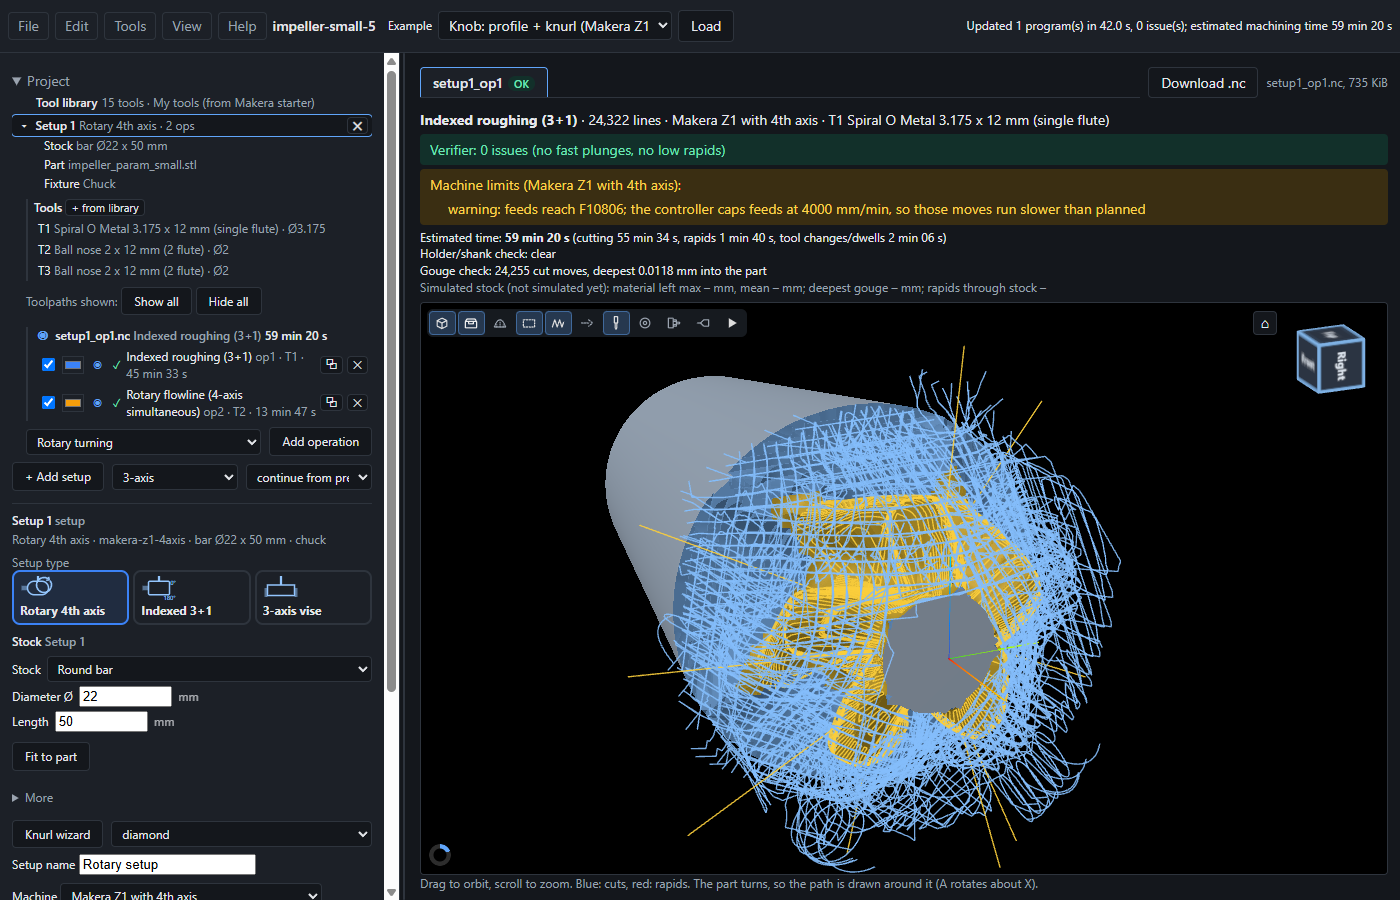 File Edit Tools View Help impeller-small-5 Example Knob: profile + knurl (Makera Z1 Load Updated 1 program(s) in 42.0 s, 0 issue(s); estimated machining time 59 min 20 s
Project
Tool library 15 tools · My tools (from Makera starter)
Setup 1 Rotary 4th axis · 2 ops
Stock bar Ø22 x 50 mm
Part impeller_param_small.stl
Fixture Chuck
Tools + from library
T1 Spiral O Metal 3.175 x 12 mm (single flute) · Ø3.175
T2 Ball nose 2 x 12 mm (2 flute) · Ø2
T3 Ball nose 2 x 12 mm (2 flute) · Ø2
Toolpaths shown: Show all Hide all
setup1_op1.nc Indexed roughing (3+1) 59 min 20 s
Indexed roughing (3+1) op1 · T1 ·
45 min 33 s
Rotary flowline (4-axis
simultaneous) op2 · T2 · 13 min 47 s
Rotary turning Add operation
+ Add setup 3-axis continue from pre
Setup 1 setup
Rotary 4th axis · makera-z1-4axis · bar Ø22 x 50 mm · chuck
Setup type
Rotary 4th axis Indexed 3+1 3-axis vise
Stock Setup 1
Stock Round bar
Diameter Ø 22 mm
Length 50 mm
Fit to part
More
Knurl wizard diamond
Setup name Rotary setup
Machine Makera Z1 with 4th axis
setup1_op1 OK Download .nc setup1_op1.nc, 735 KiB
Indexed roughing (3+1) · 24,322 lines · Makera Z1 with 4th axis · T1 Spiral O Metal 3.175 x 12 mm (single flute)
Verifier: 0 issues (no fast plunges, no low rapids)
Machine limits (Makera Z1 with 4th axis):
warning: feeds reach F10806; the controller caps feeds at 4000 mm/min, so those moves run slower than planned
Estimated time: 59 min 20 s (cutting 55 min 34 s, rapids 1 min 40 s, tool changes/dwells 2 min 06 s)
Holder/shank check: clear
Gouge check: 24,255 cut moves, deepest 0.0118 mm into the part
Simulated stock (not simulated yet): material left max – mm, mean – mm; deepest gouge – mm; rapids through stock –
Right
Drag to orbit, scroll to zoom. Blue: cuts, red: rapids. The part turns, so the path is drawn around it (A rotates about X).